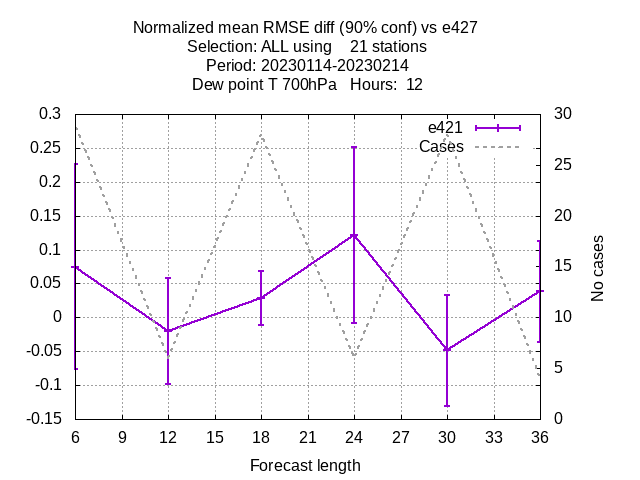 Normalized mean RMSE diff (90% conf) vs e427
Selection: ALL using    21 stations
Period: 20230114-20230214
Dew point T 700hPa   Hours:  12
0.3
0.25
0.2
0.15
0.1
0.05
0
-0.05
-0.1
-0.15
30
25
20
15
10
5
0
e421
Cases
No cases
6 9 12 15 18 21 24 27 30 33 36
Forecast length